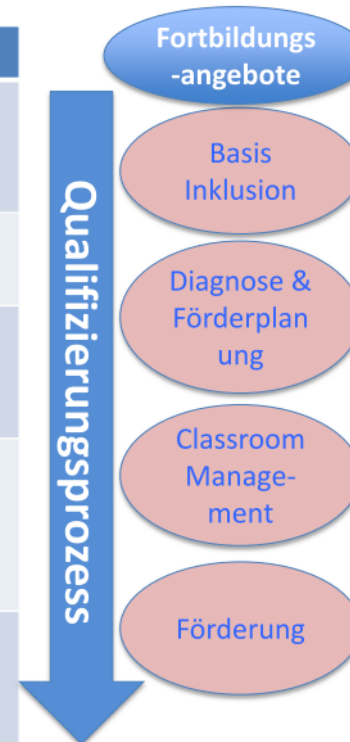 Fortbildungs
-angebote
Qualifizierungsprozess
Basis
Inklusion
Diagnose &
Förderplan
ung
Classroom
Manage-
ment
Förderung